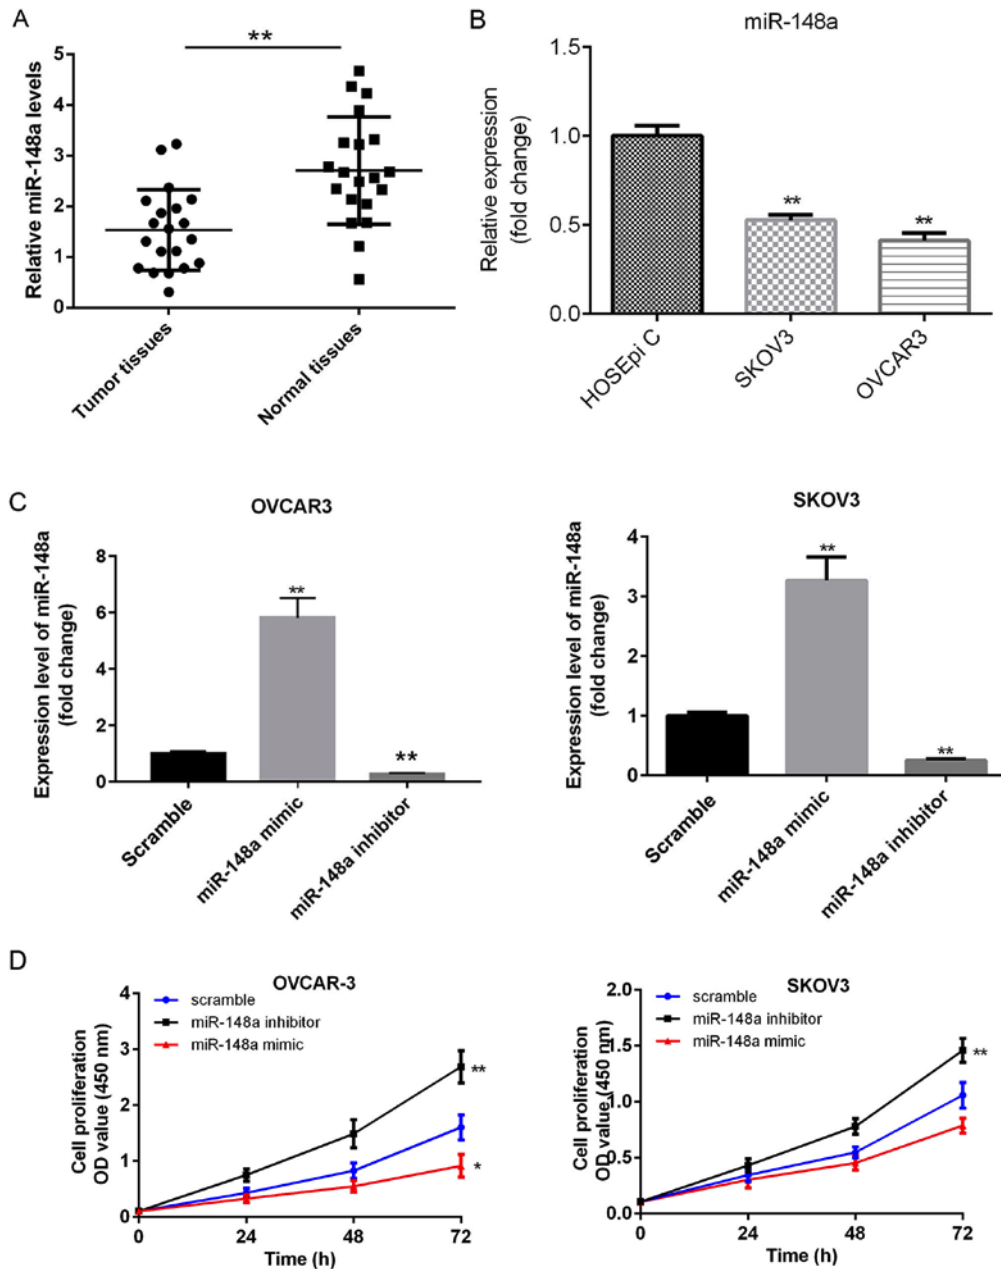 A
**
Relative miR-148a levels
5
4
3
2
1
0
Tumor tissues
Normal tissues
B
miR-148a
Relative expression
(fold change)
1.5
1.0
0.5
0.0
**
**
HOSEpi C
SKOV3
OVCAR3
C
OVCAR3
Expression level of miR-148a
(fold change)
8
6
4
2
0
**
**
Scramble
miR-148a mimic
miR-148a inhibitor
SKOV3
Expression level of miR-148a
(fold change)
4
3
2
1
0
**
**
Scramble
miR-148a mimic
miR-148a inhibitor
D
OVCAR-3
Cell proliferation
OD value (450 nm)
4
3
2
1
0
scramble
miR-148a inhibitor
miR-148a mimic
**
*
0
24
48
72
Time (h)
SKOV3
Cell proliferation
OD value (450 nm)
2.0
1.5
1.0
0.5
0.0
scramble
miR-148a inhibitor
miR-148a mimic
**
0
24
48
72
Time (h)